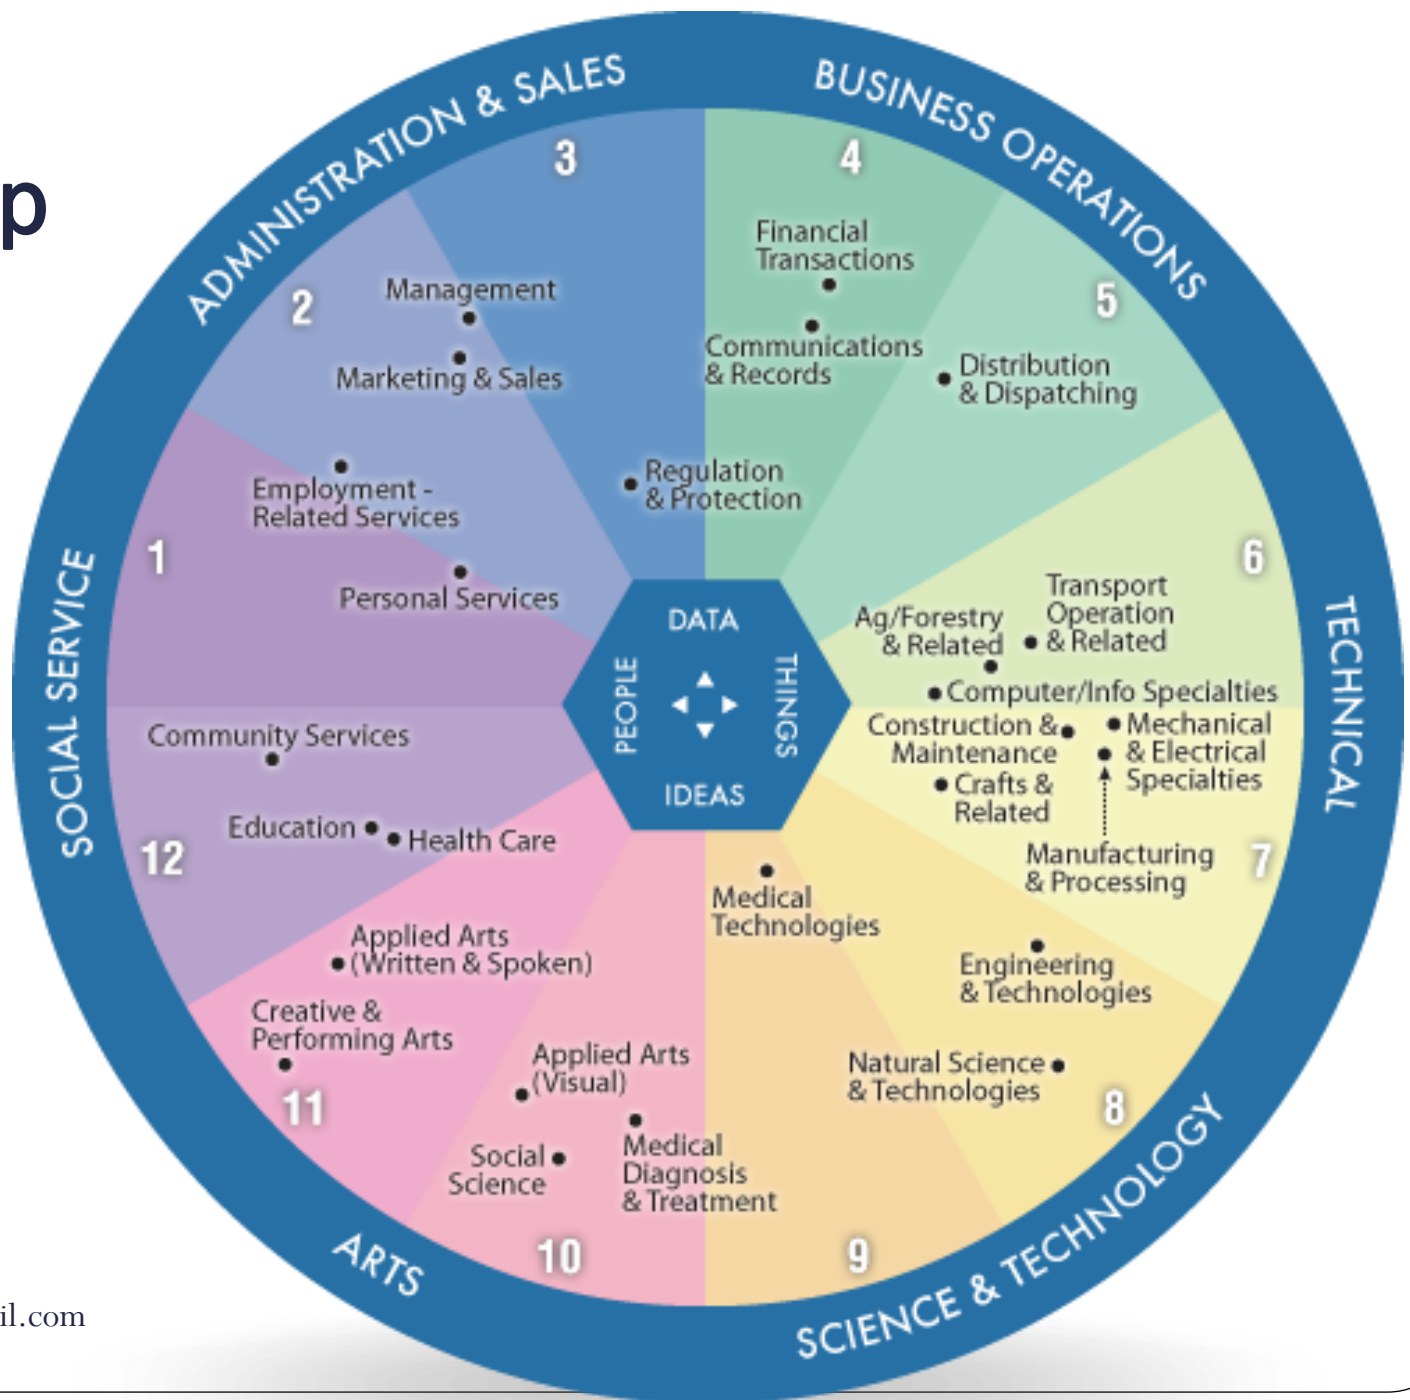 p
ADMINISTRATION & SALES
BUSINESS OPERATIONS
TECHNICAL
SCIENCE & TECHNOLOGY
ARTS
SOCIAL SERVICE
3
4
2
5
1
6
12
7
11
8
10
9
Management
Marketing & Sales
Employment -
Related Services
Personal Services
Regulation
& Protection
Financial
Transactions
Communications
& Records
Distribution
& Dispatching
Transport
Operation
& Related
Ag/Forestry
& Related
Computer/Info Specialties
Construction &
Maintenance
Mechanical
& Electrical
Specialties
Crafts &
Related
Manufacturing
& Processing
DATA
PEOPLE
THINGS
IDEAS
Community Services
Education
Health Care
Applied Arts
(Written & Spoken)
Creative &
Performing Arts
Applied Arts
(Visual)
Social
Science
Medical
Diagnosis
& Treatment
Medical
Technologies
Engineering
& Technologies
Natural Science
& Technologies
il.com